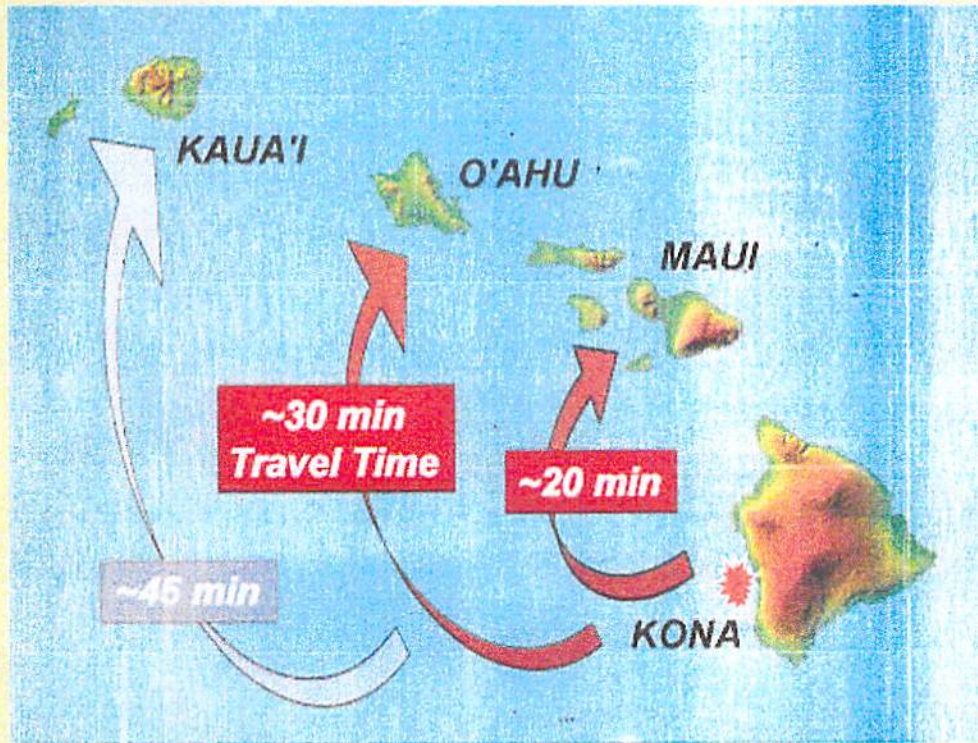 KAUA'I
O'AHU
MAUI
~30 min
Travel Time
~20 min
~45 min
KONA